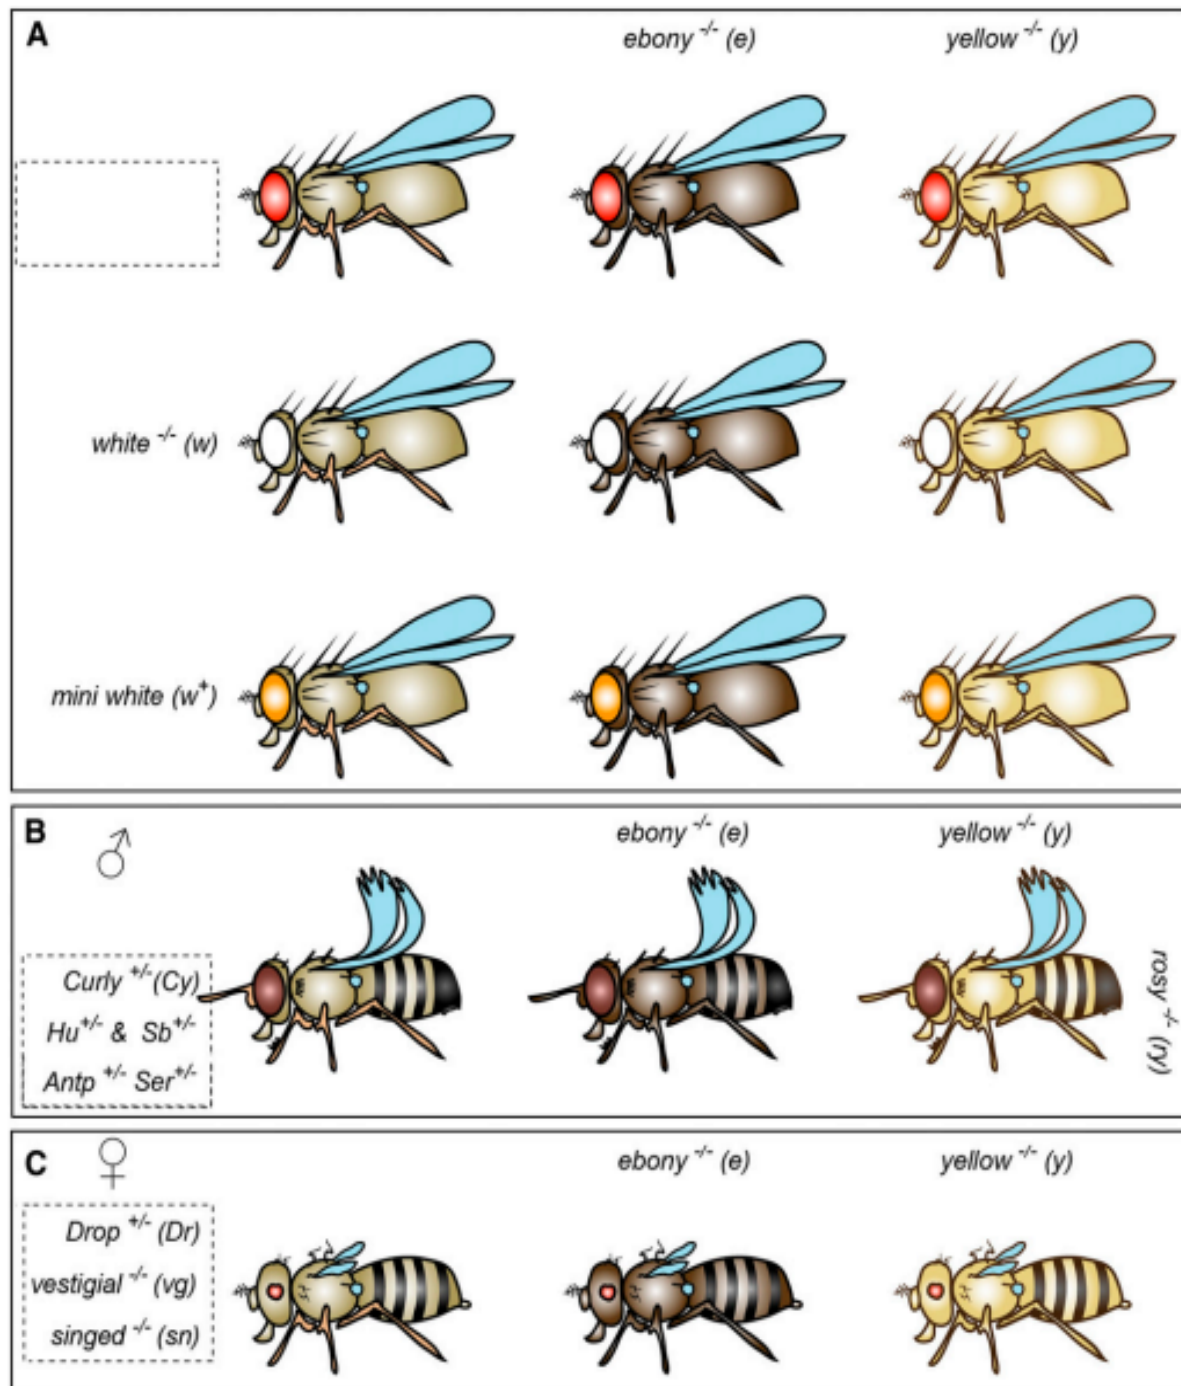 A
ebony -/- (e)
yellow -/- (y)
white -/- (w)
mini white (w+)
B
♂
ebony -/- (e)
yellow -/- (y)
Curly +/- (Cy)
Hu+/- & Sb+/-
Antp +/- Ser+/-
rosy -/- (ry)
C
♀
ebony -/- (e)
yellow -/- (y)
Drop +/- (Dr)
vestigial -/- (vg)
singed -/- (sn)